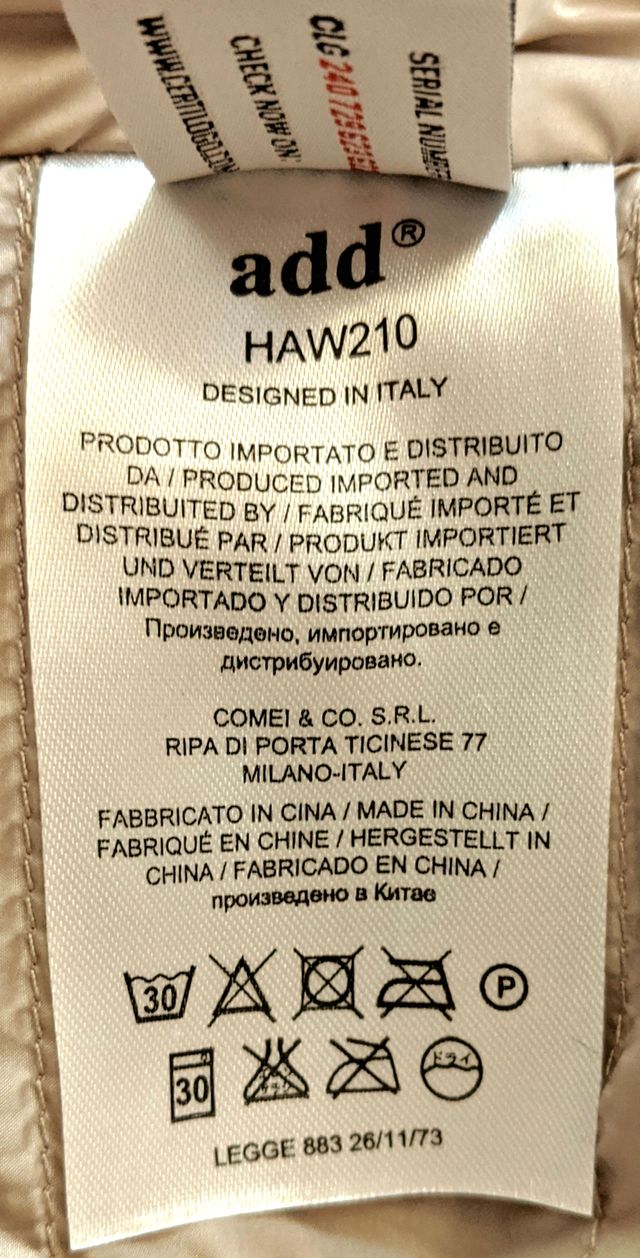 SERIAL
CLG
CHECK NOW ON
add®
HAW210
DESIGNED IN ITALY
PRODOTTO IMPORTATO E DISTRIBUITO
DA / PRODUCED IMPORTED AND
DISTRIBUITED BY / FABRIQUÉ IMPORTÉ ET
DISTRIBUÉ PAR / PRODUKT IMPORTIERT
UND VERTEILT VON / FABRICADO
IMPORTADO Y DISTRIBUIDO POR /
Произведено, импортировано е
дистрибуировано.
COMEI & CO. S.R.L.
RIPA DI PORTA TICINESE 77
MILANO-ITALY
FABBRICATO IN CINA / MADE IN CHINA /
FABRIQUÉ EN CHINE / HERGESTELLT IN
CHINA / FABRICADO EN CHINA /
произведено в Китае
30 P
30 ドライ
LEGGE 883 26/11/73